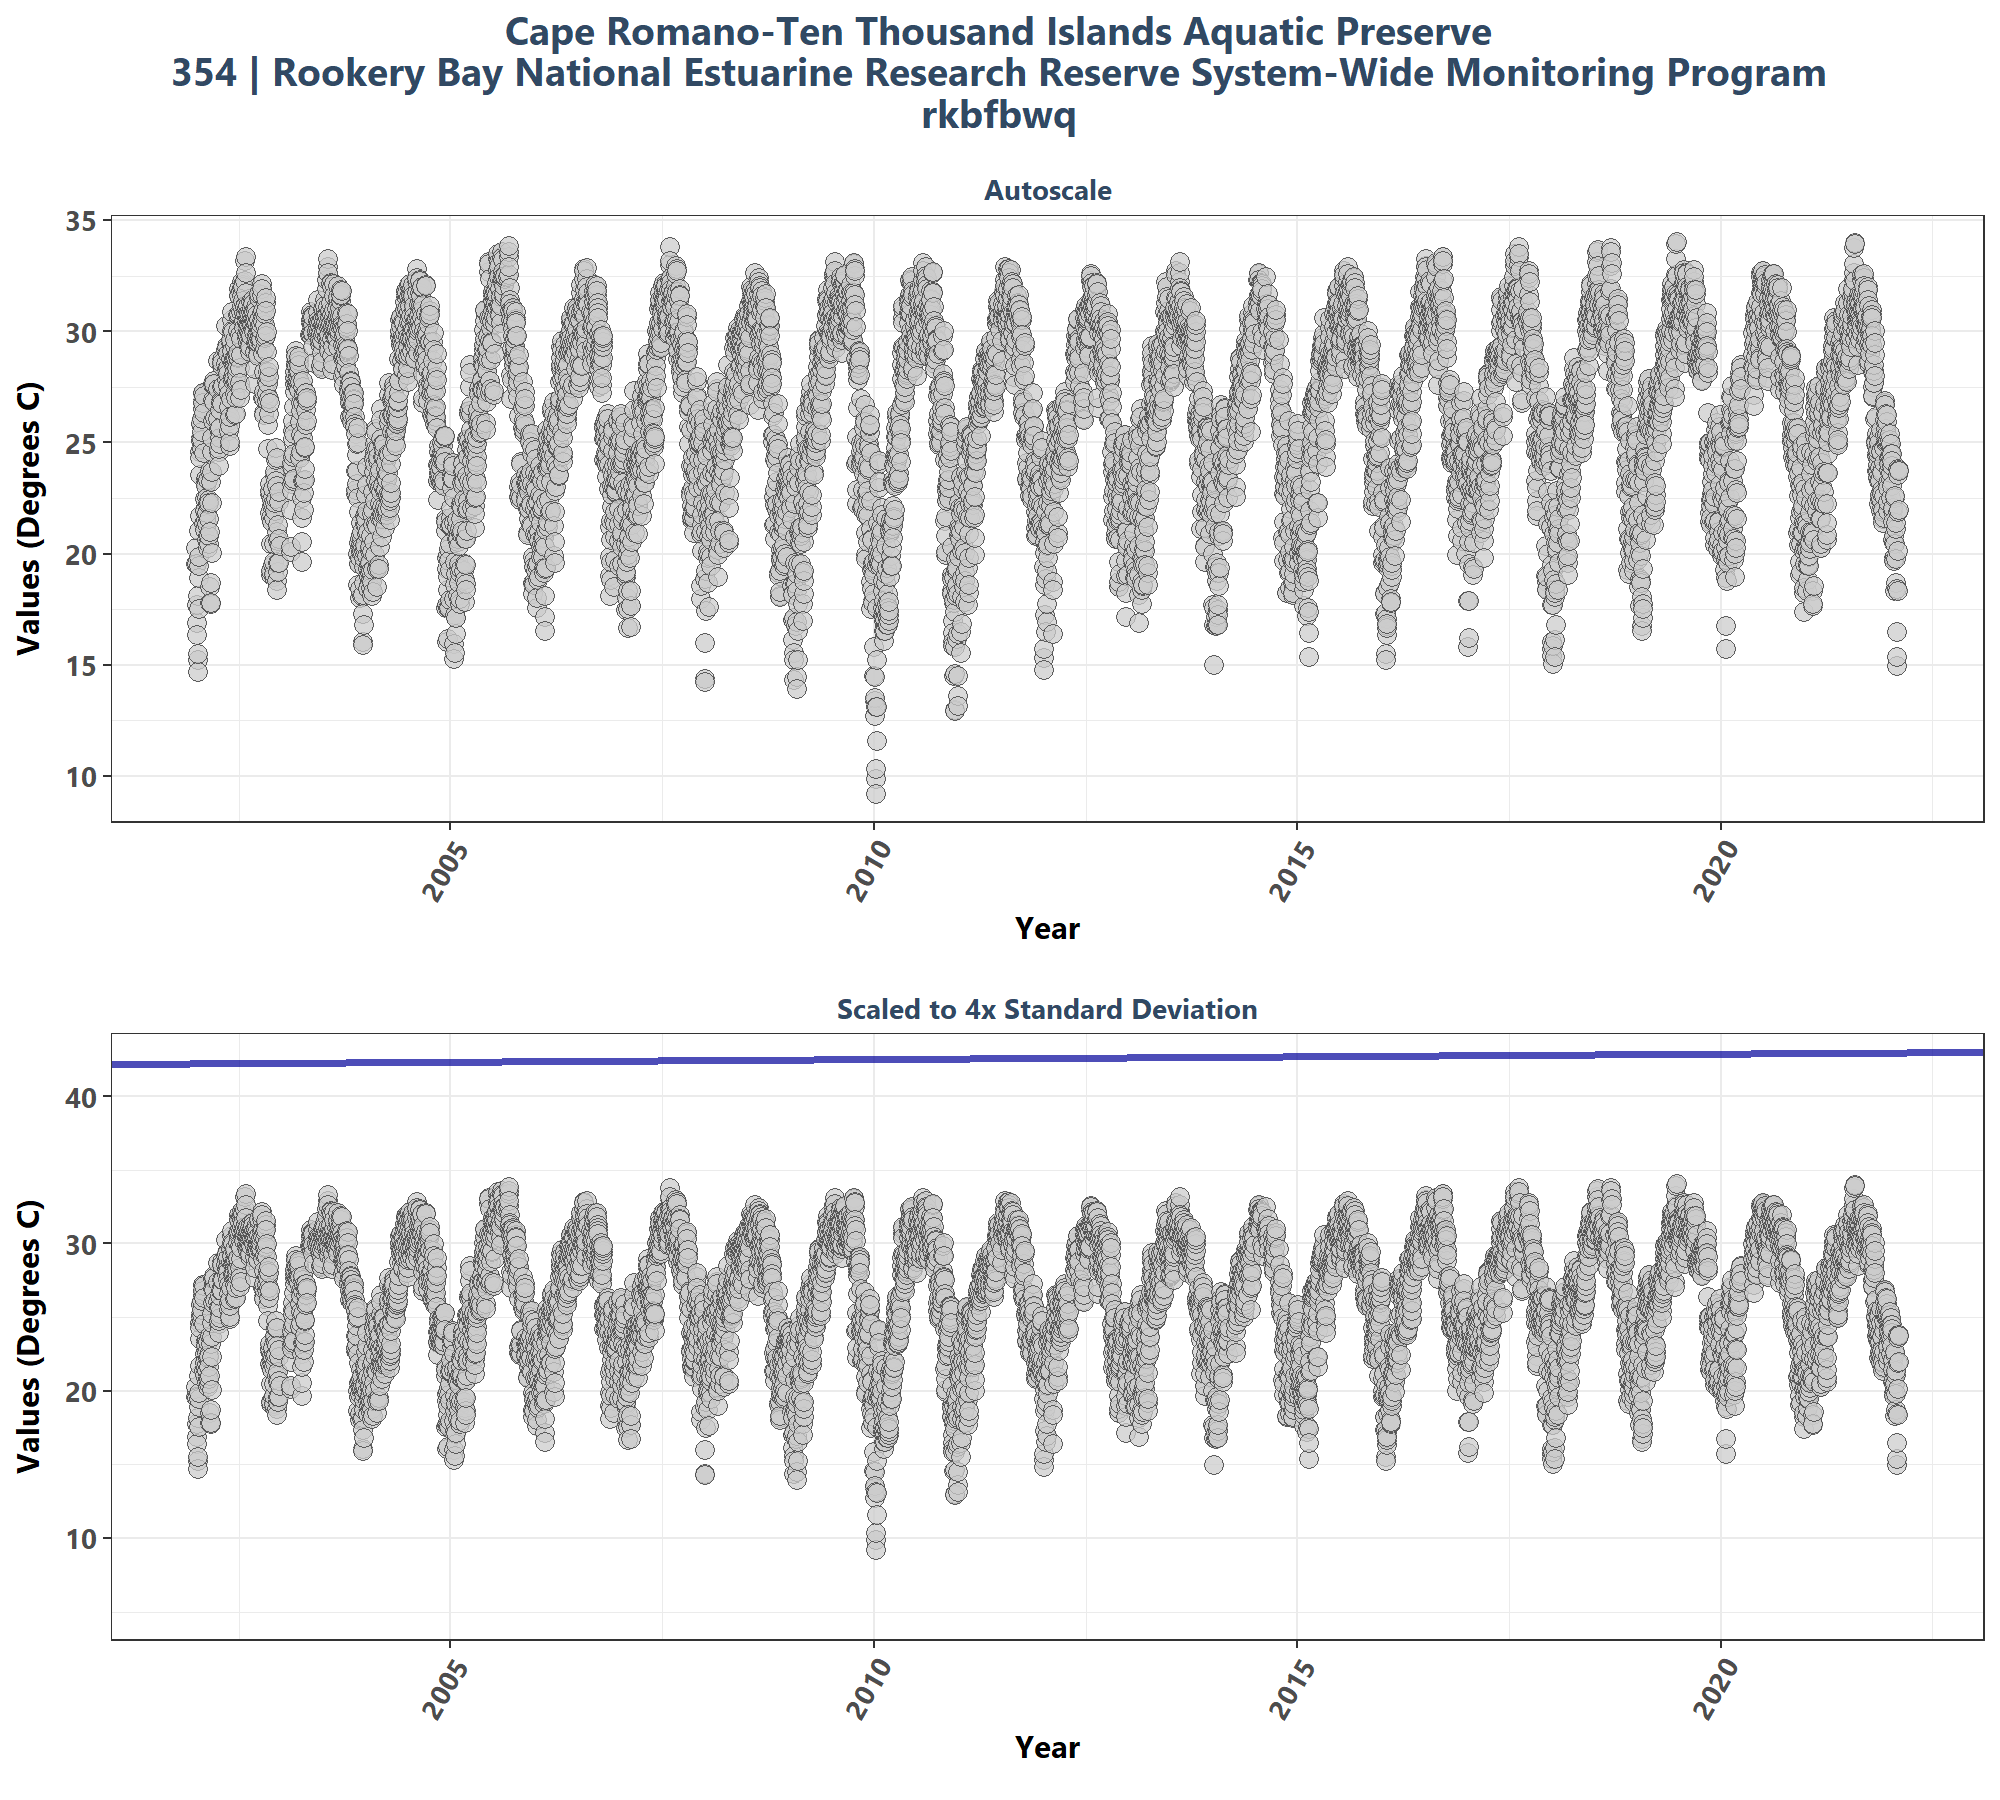 Cape Romano-Ten Thousand Islands Aquatic Preserve
354 | Rookery Bay National Estuarine Research Reserve System-Wide Monitoring Program
rkbfbwq
Autoscale
Values (Degrees C)
35
30
25
20
15
10
2005
2010
2015
2020
Year
Scaled to 4x Standard Deviation
Values (Degrees C)
40
30
20
10
2005
2010
2015
2020
Year